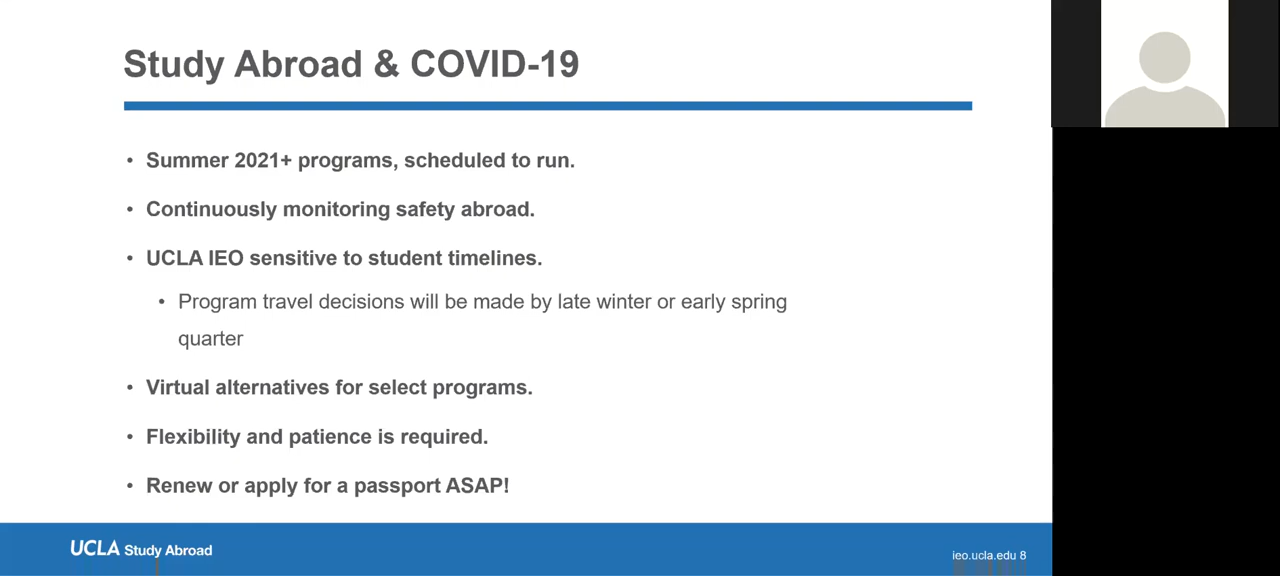 Study Abroad & COVID-19
• Summer 2021+ programs, scheduled to run.
• Continuously monitoring safety abroad.
• UCLA IEO sensitive to student timelines.
• Program travel decisions will be made by late winter or early spring
quarter
• Virtual alternatives for select programs.
• Flexibility and patience is required.
• Renew or apply for a passport ASAP!
UCLA Study Abroad
ieo.ucla.edu 8